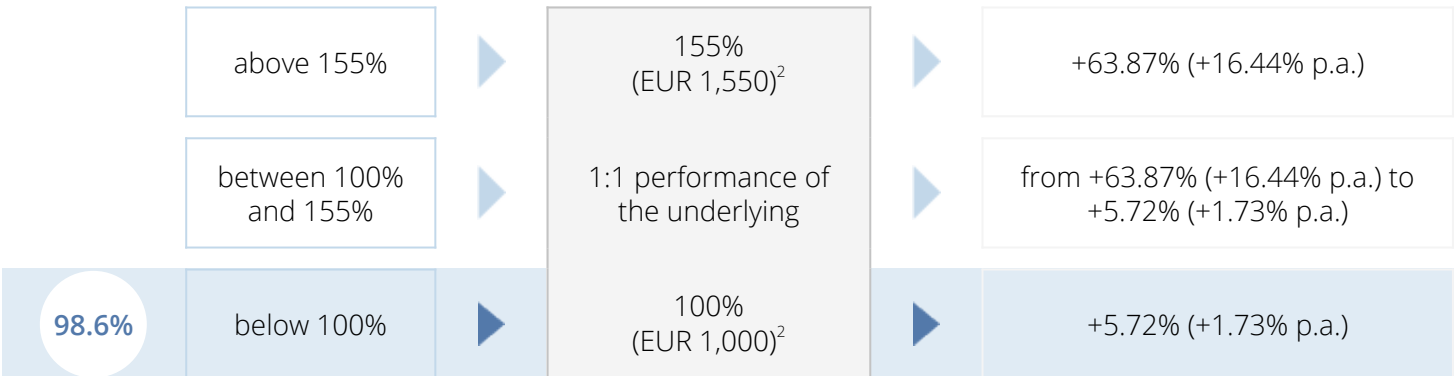 above 155%
155%
(EUR 1,550)2
+63.87% (+16.44% p.a.)
between 100%
and 155%
1:1 performance of
the underlying
from +63.87% (+16.44% p.a.) to
+5.72% (+1.73% p.a.)
98.6%
below 100%
100%
(EUR 1,000)2
+5.72% (+1.73% p.a.)